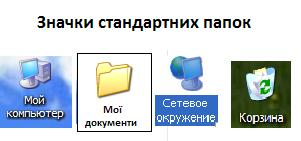 Значки стандартних папок
Мой
компьютер
Мої
документи
Сетевое
окружение
Корзина